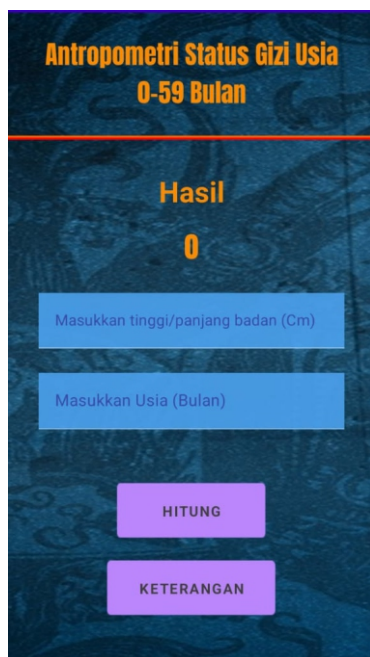 Antropometri Status Gizi Usia
0-59 Bulan
Hasil
0
Masukkan tinggi/panjang badan (Cm)
Masukkan Usia (Bulan)
HITUNG
KETERANGAN